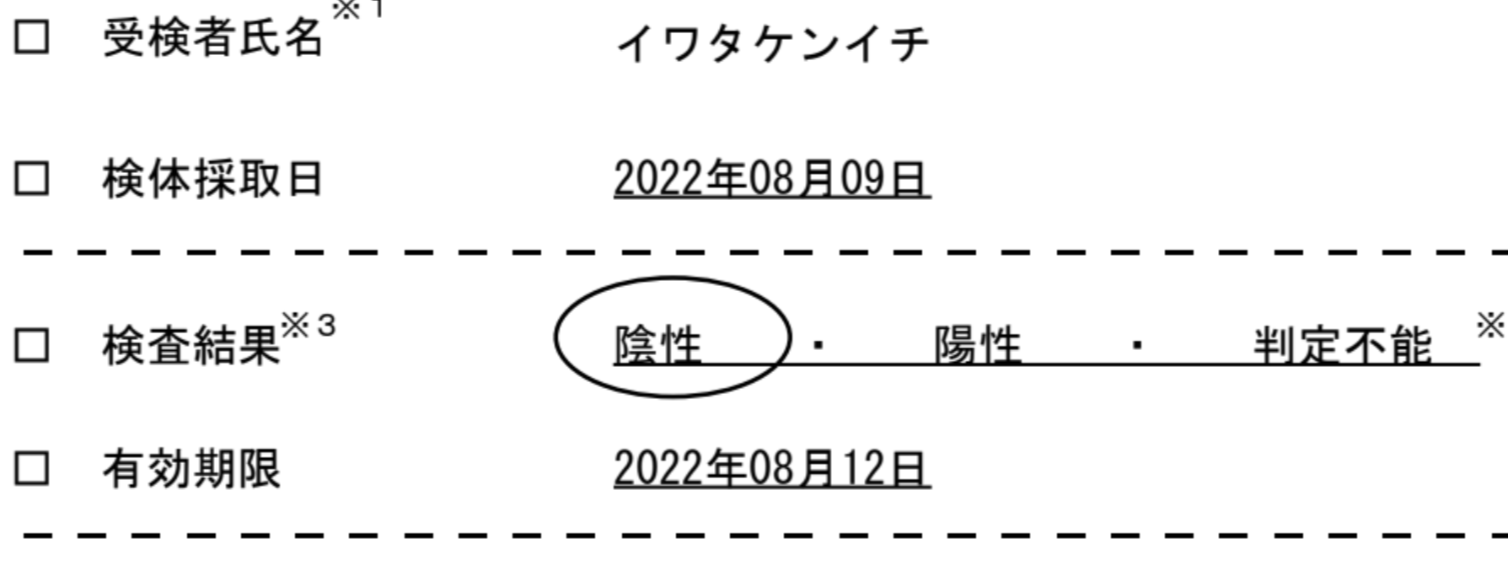 □ 受検者氏名※1 イワタケンイチ
□ 検体採取日 2022年08月09日
□ 検査結果※3 陰性 ・ 陽性 ・ 判定不能 ※
□ 有効期限 2022年08月12日